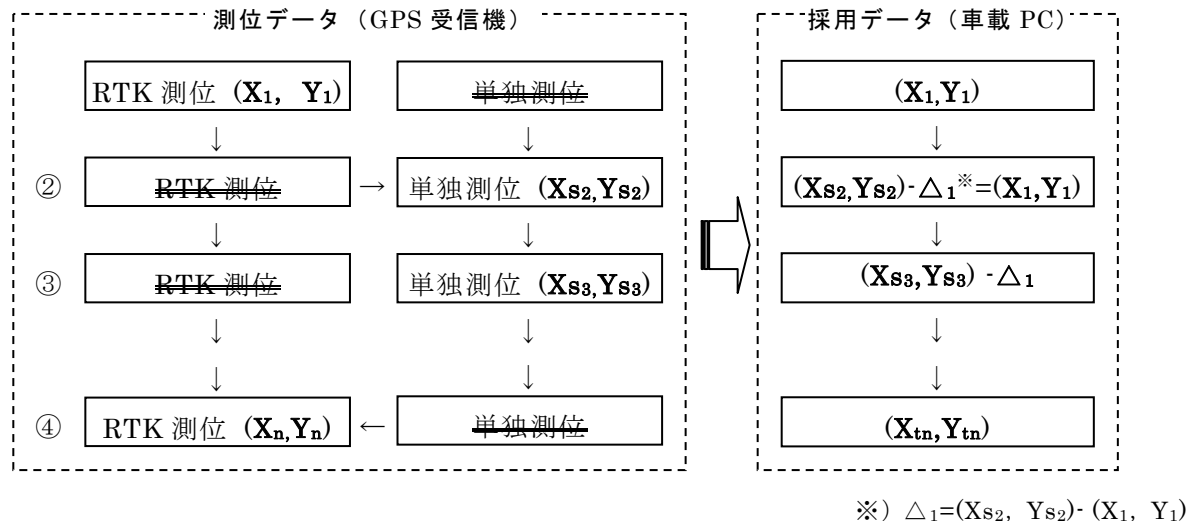 測位データ（GPS 受信機） 採用データ（車載 PC）
RTK 測位 (X₁, Y₁) 単独測位 (X₁,Y₁)
↓ ↓ ↓
② RTK 測位 → 単独測位 (Xs₂,Ys₂) (Xs₂,Ys₂)-△₁※=(X₁,Y₁)
↓ ↓ ↓
③ RTK 測位 単独測位 (Xs₃,Ys₃) (Xs₃,Ys₃) -△₁
↓ ↓ ↓
↓ ↓ ↓
④ RTK 測位 (Xₙ,Yₙ) ← 単独測位 (Xₜₙ,Yₜₙ)
※）△₁=(Xs₂, Ys₂)- (X₁, Y₁)